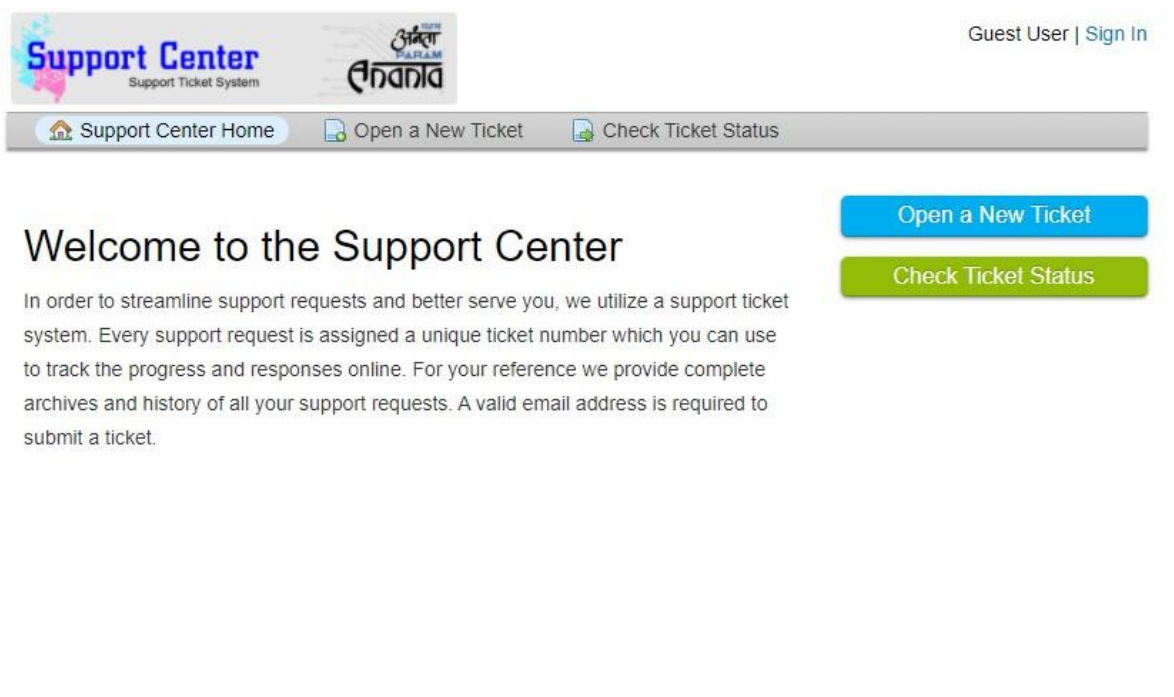 Support Center
Support Ticket System
PARAM
Ananta
Guest User | Sign In
Support Center Home
Open a New Ticket
Check Ticket Status
Welcome to the Support Center
In order to streamline support requests and better serve you, we utilize a support ticket
system. Every support request is assigned a unique ticket number which you can use
to track the progress and responses online. For your reference we provide complete
archives and history of all your support requests. A valid email address is required to
submit a ticket.
Open a New Ticket
Check Ticket Status